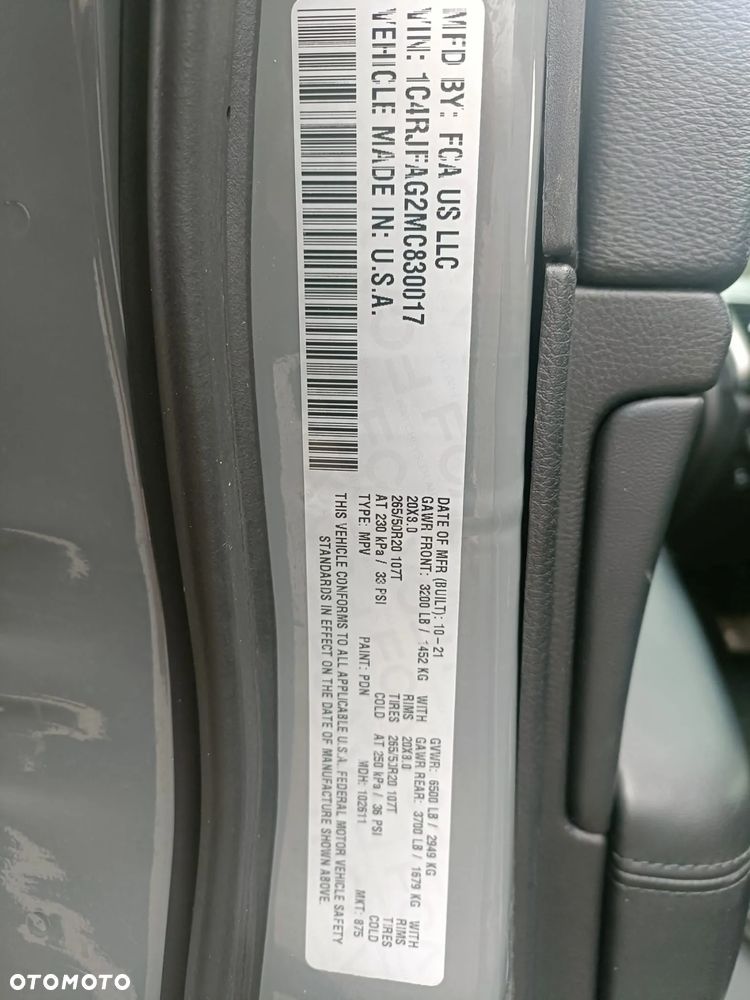 MFD BY: FCA US LLC
VIN: 1C4RJFAG2MC830017
VEHICLE MADE IN: U.S.A.
DATE OF MFR (BUILT): 10-21 GVWR: 6500 LB / 2949 KG
GAWR FRONT: 3200 LB / 1452 KG WITH GAWR REAR: 3700 LB / 1679 KG WITH
20X8.0 RIMS 20X8.0 RIMS
265/50R20 107T TIRES 265/50R20 107T TIRES
AT 230 kPa / 33 PSI COLD AT 250 kPa / 36 PSI COLD
TYPE: MPV PAINT: PDN MDH: 102611 MKT: 875
THIS VEHICLE CONFORMS TO ALL APPLICABLE U.S.A. FEDERAL MOTOR VEHICLE SAFETY
STANDARDS IN EFFECT ON THE DATE OF MANUFACTURE SHOWN ABOVE.
OTOMOTO